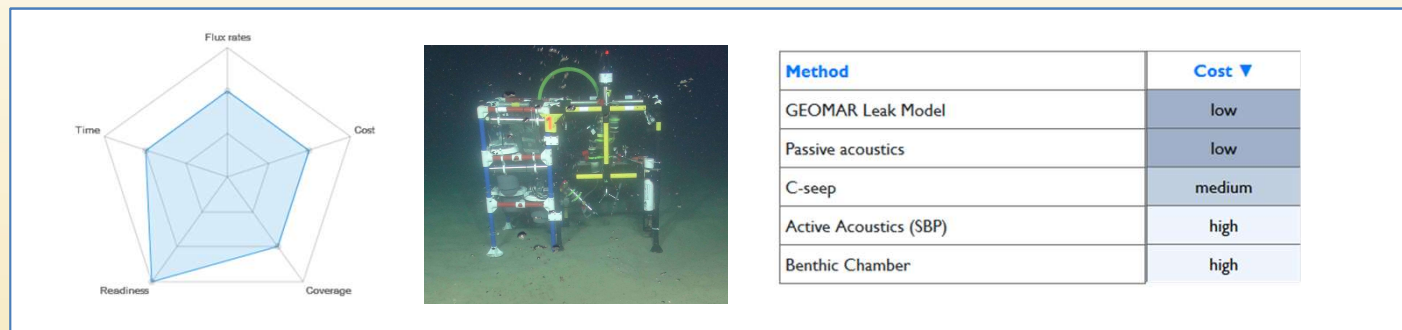 Flux rates
Time
Cost
Readiness
Coverage
1
Method Cost ▼
GEOMAR Leak Model low
Passive acoustics low
C-seep medium
Active Acoustics (SBP) high
Benthic Chamber high